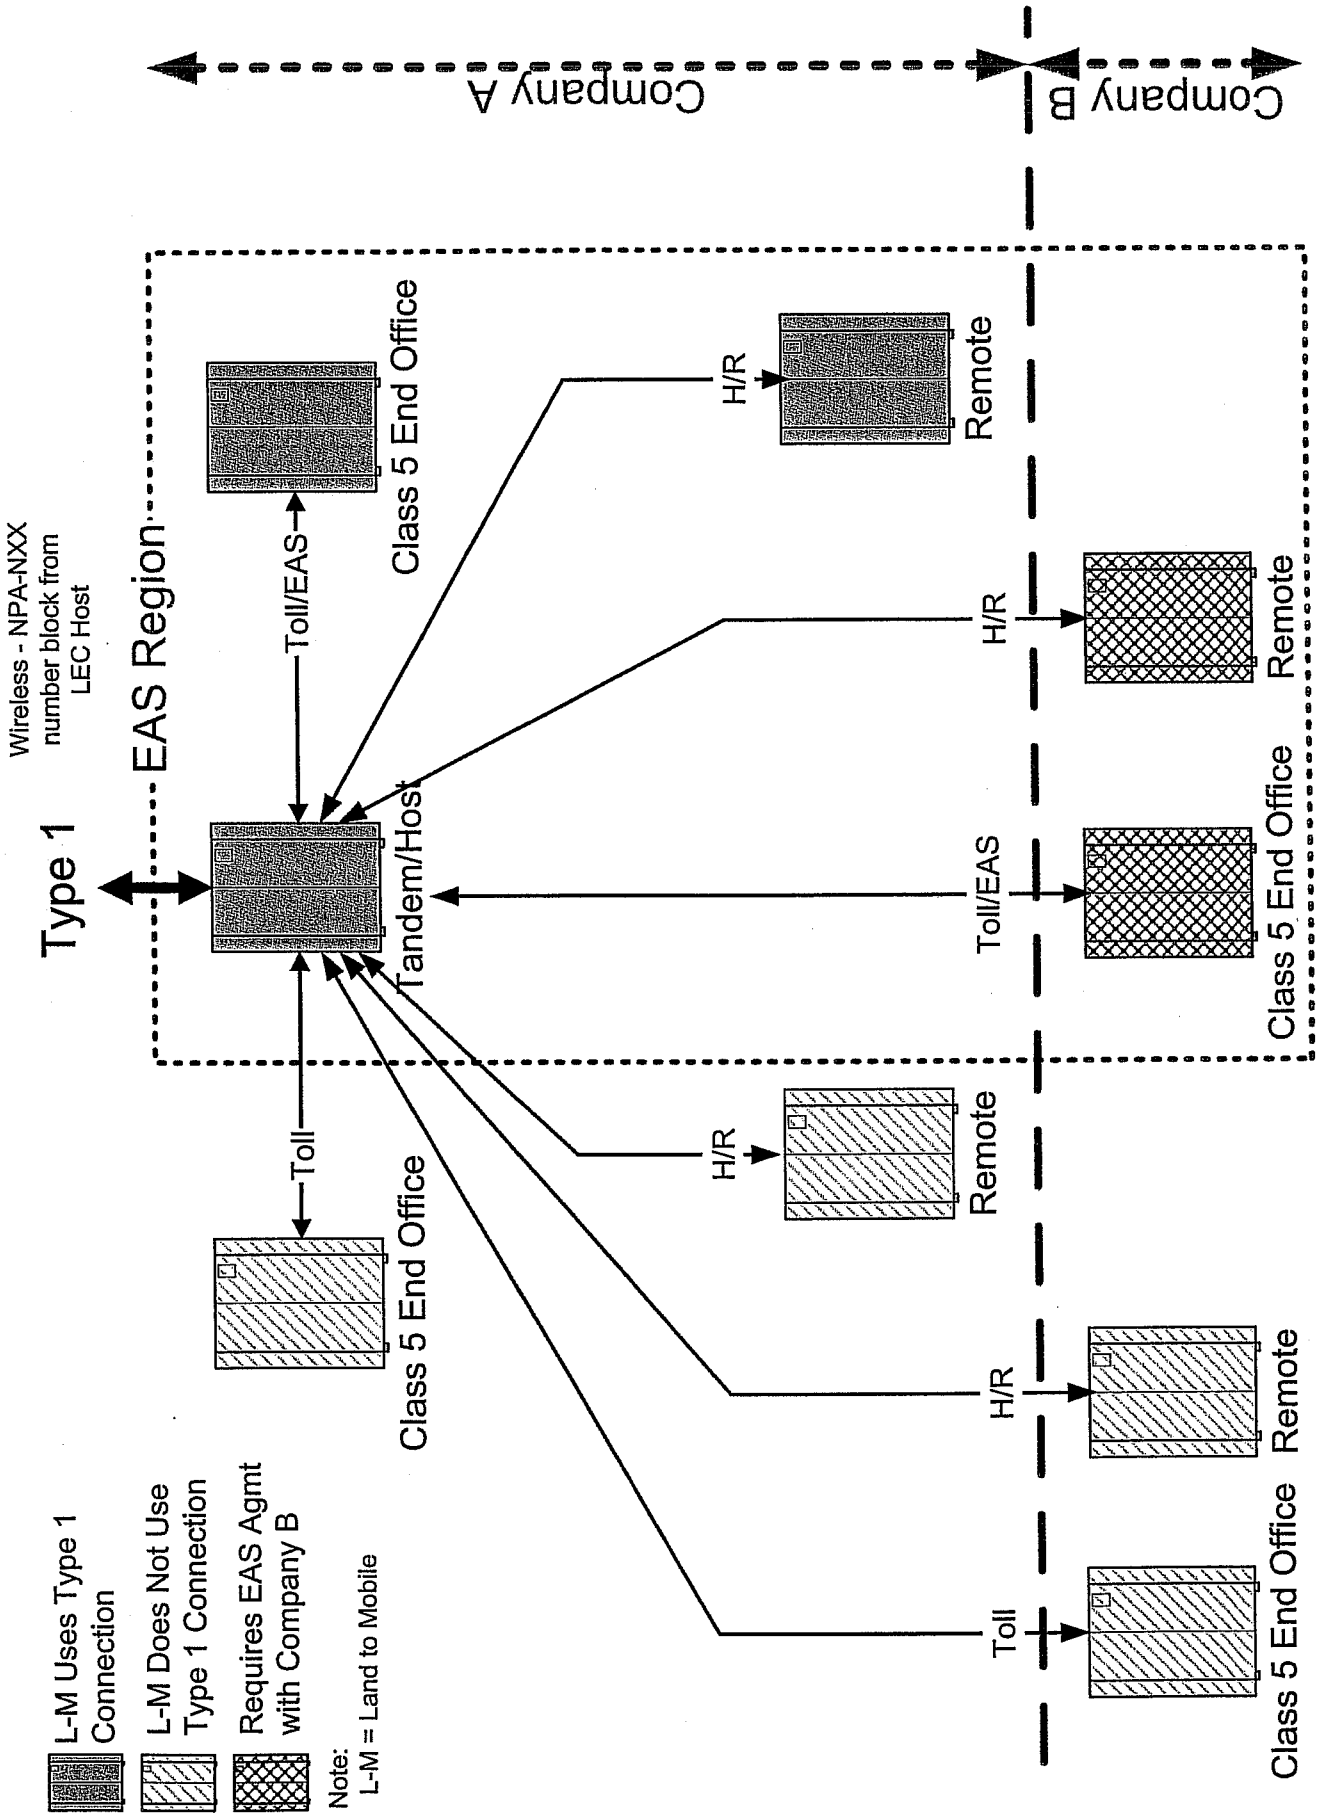 Wireless - NPA-NXX
number block from
LEC Host
Type 1
EAS Region
L-M Uses Type 1
Connection
L-M Does Not Use
Type 1 Connection
Requires EAS Agmt
with Company B
Note:
L-M = Land to Mobile
Toll
Toll/EAS
Class 5 End Office
Tandem/Host
Class 5 End Office
Company A
H/R
H/R
Remote
Remote
Toll
H/R
Toll/EAS
H/R
Class 5 End Office
Remote
Class 5 End Office
Remote
Company B